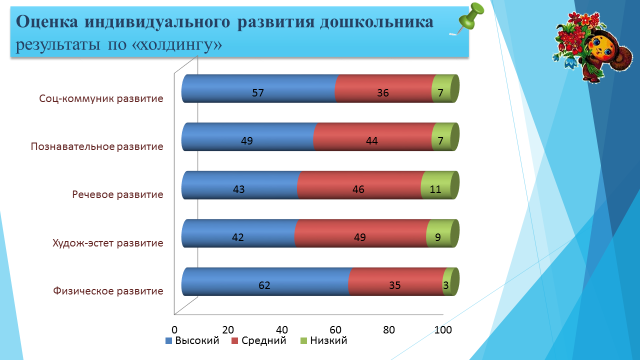 Оценка индивидуального развития дошкольника
результаты по «холдингу»
Соц-коммуник развитие 57 36 7
Познавательное развитие 49 44 7
Речевое развитие 43 46 11
Худож-эстет развитие 42 49 9
Физическое развитие 62 35 3
0 20 40 60 80 100
Высокий Средний Низкий